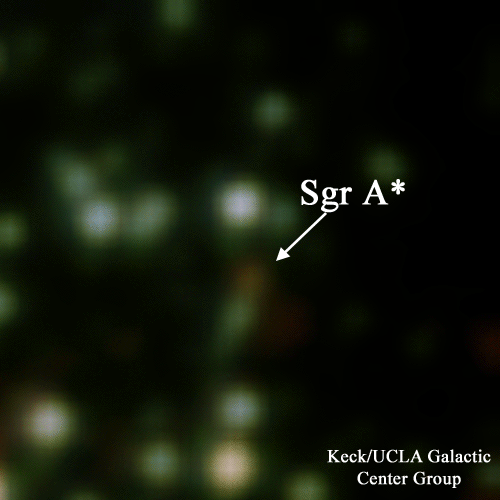 Sgr A*
Keck/UCLA Galactic
Center Group